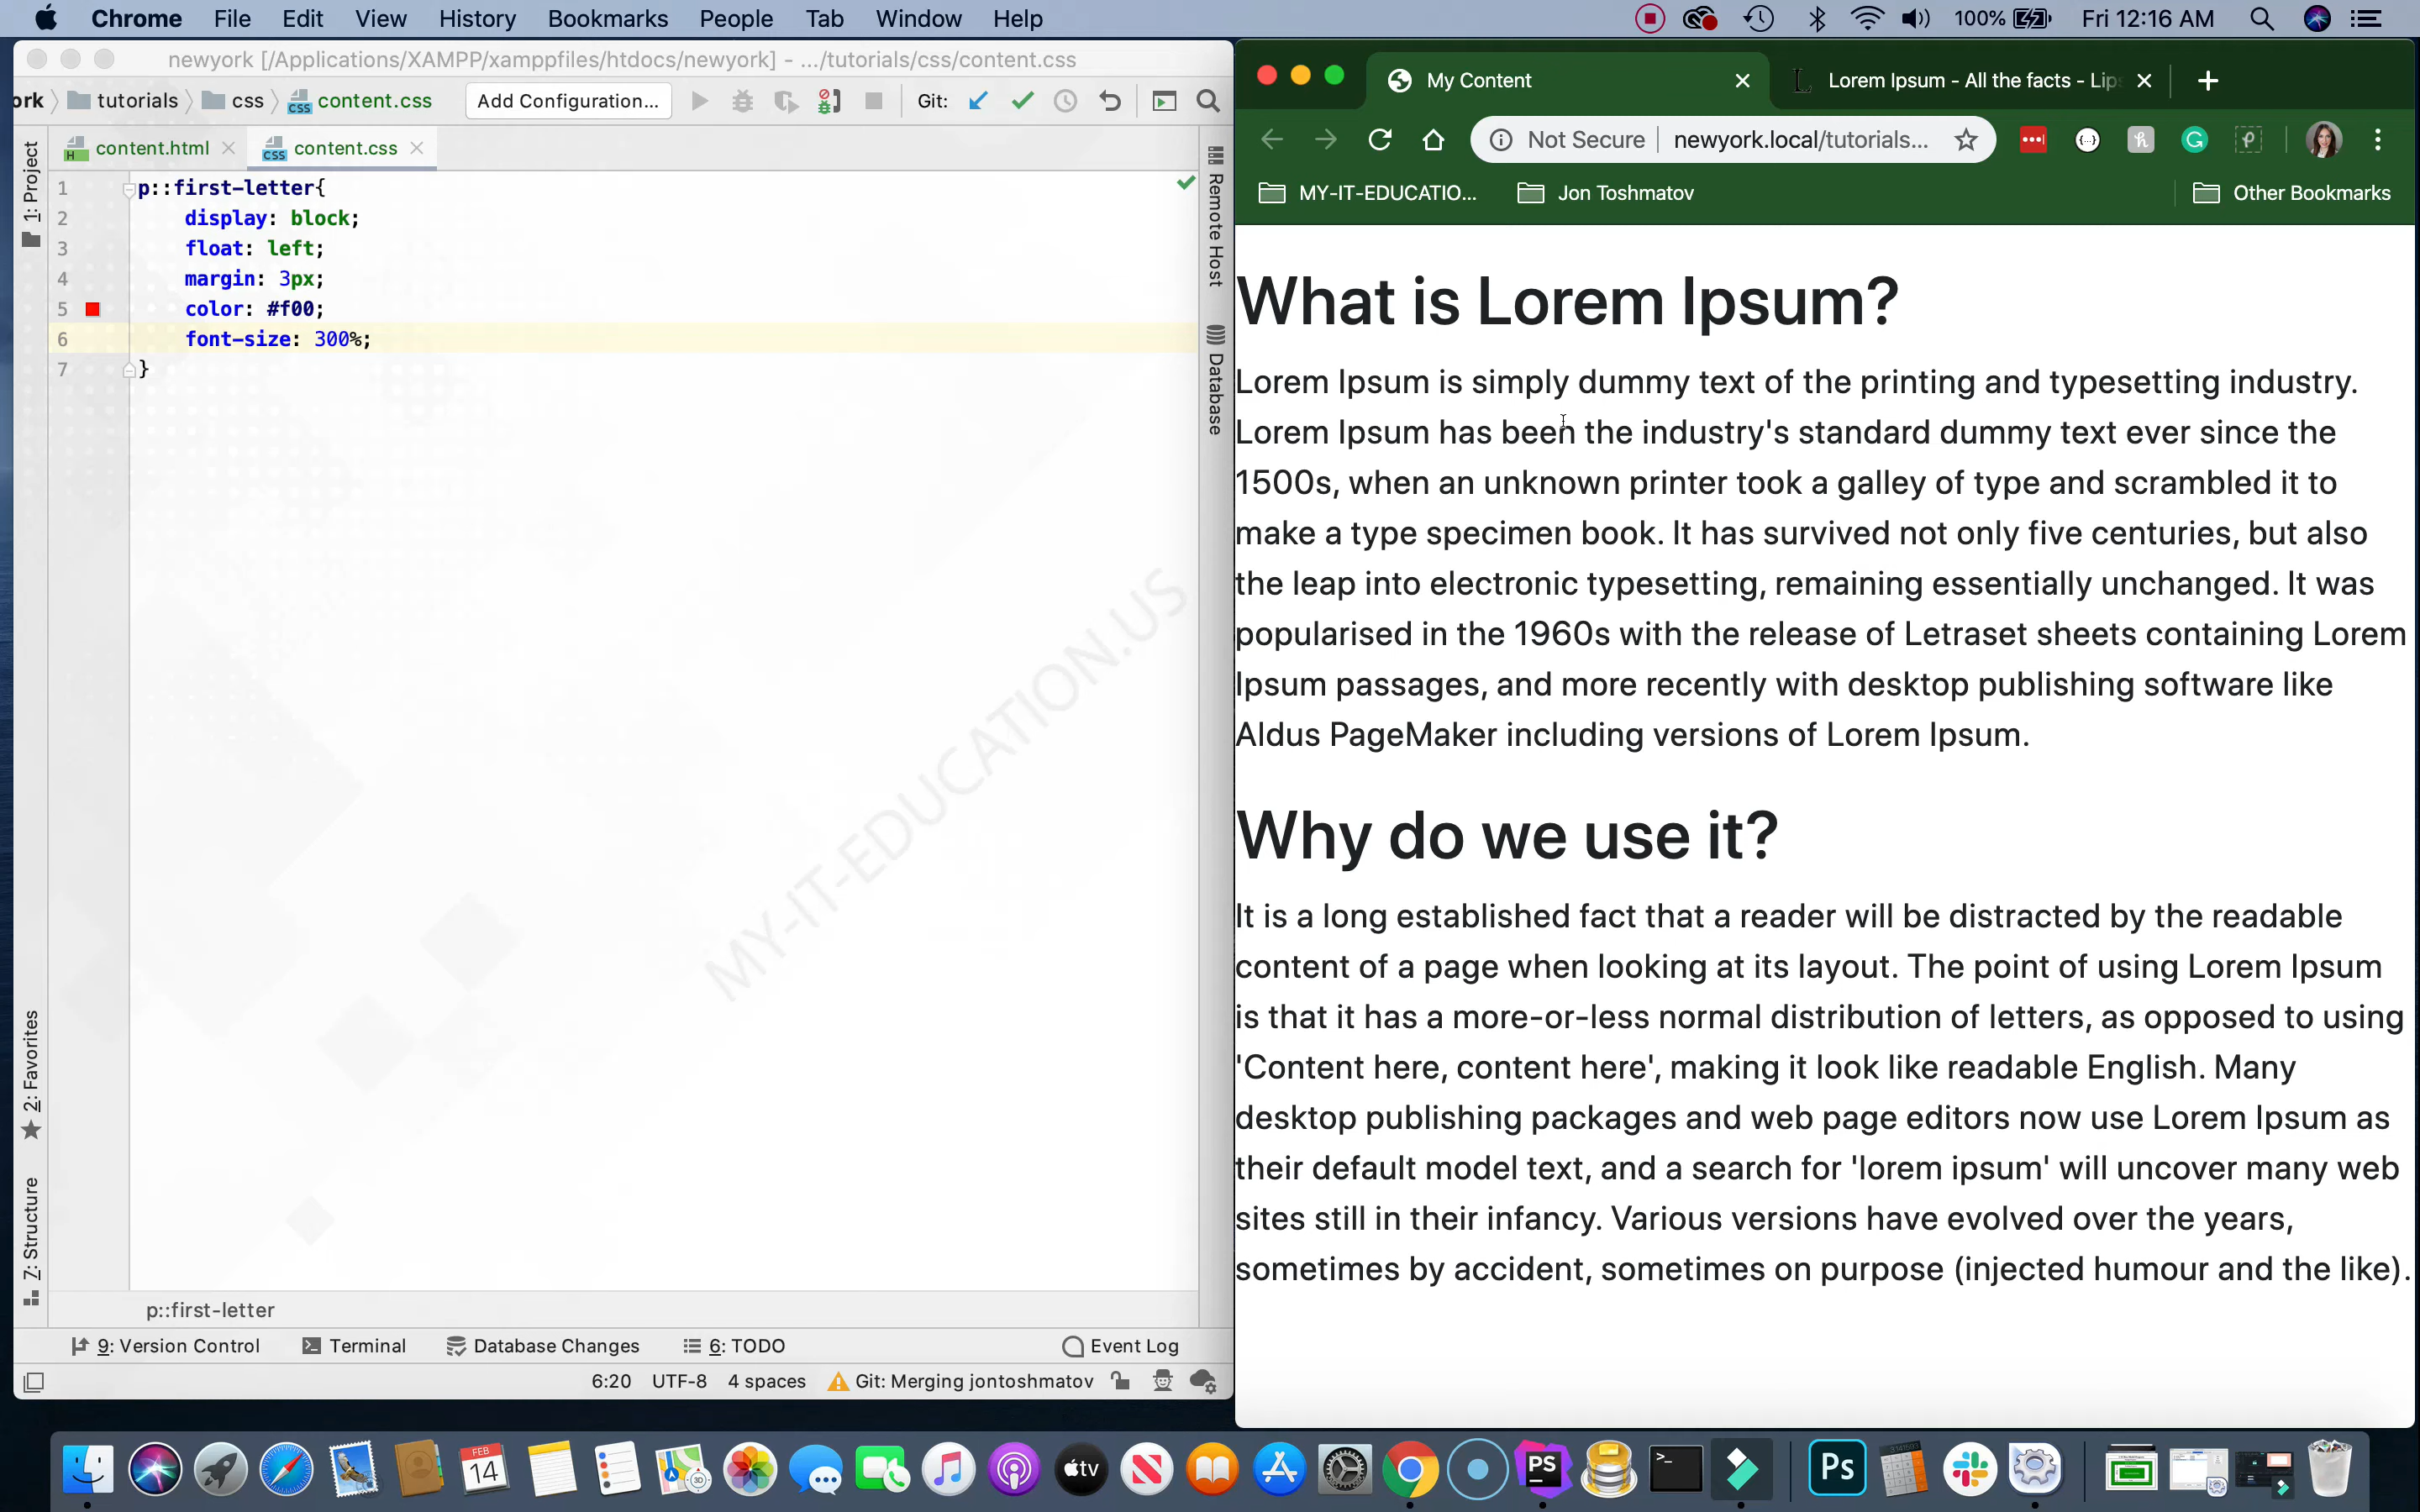 Chrome File Edit View History Bookmarks People Tab Window Help 100% Fri 12:16 AM
newyork [/Applications/XAMPP/xamppfiles/htdocs/newyork] - .../tutorials/css/content.css
ork tutorials css content.css Add Configuration... Git:
content.html content.css
1: Project
1 p::first-letter{
2 display: block;
3 float: left;
4 margin: 3px;
5 color: #f00;
6 font-size: 300%;
7 }
Remote Host
Database
MY-IT-EDUCATION.US
2: Favorites
Z: Structure
p::first-letter
9: Version Control Terminal Database Changes 6: TODO Event Log
6:20 UTF-8 4 spaces Git: Merging jontoshmatov
My Content Lorem Ipsum - All the facts - Lips
Not Secure newyork.local/tutorials...
MY-IT-EDUCATIO... Jon Toshmatov Other Bookmarks
What is Lorem Ipsum?
Lorem Ipsum is simply dummy text of the printing and typesetting industry.
Lorem Ipsum has been the industry's standard dummy text ever since the
1500s, when an unknown printer took a galley of type and scrambled it to
make a type specimen book. It has survived not only five centuries, but also
the leap into electronic typesetting, remaining essentially unchanged. It was
popularised in the 1960s with the release of Letraset sheets containing Lorem
Ipsum passages, and more recently with desktop publishing software like
Aldus PageMaker including versions of Lorem Ipsum.
Why do we use it?
It is a long established fact that a reader will be distracted by the readable
content of a page when looking at its layout. The point of using Lorem Ipsum
is that it has a more-or-less normal distribution of letters, as opposed to using
'Content here, content here', making it look like readable English. Many
desktop publishing packages and web page editors now use Lorem Ipsum as
their default model text, and a search for 'lorem ipsum' will uncover many web
sites still in their infancy. Various versions have evolved over the years,
sometimes by accident, sometimes on purpose (injected humour and the like).
FEB
14
tv
PS
Ps